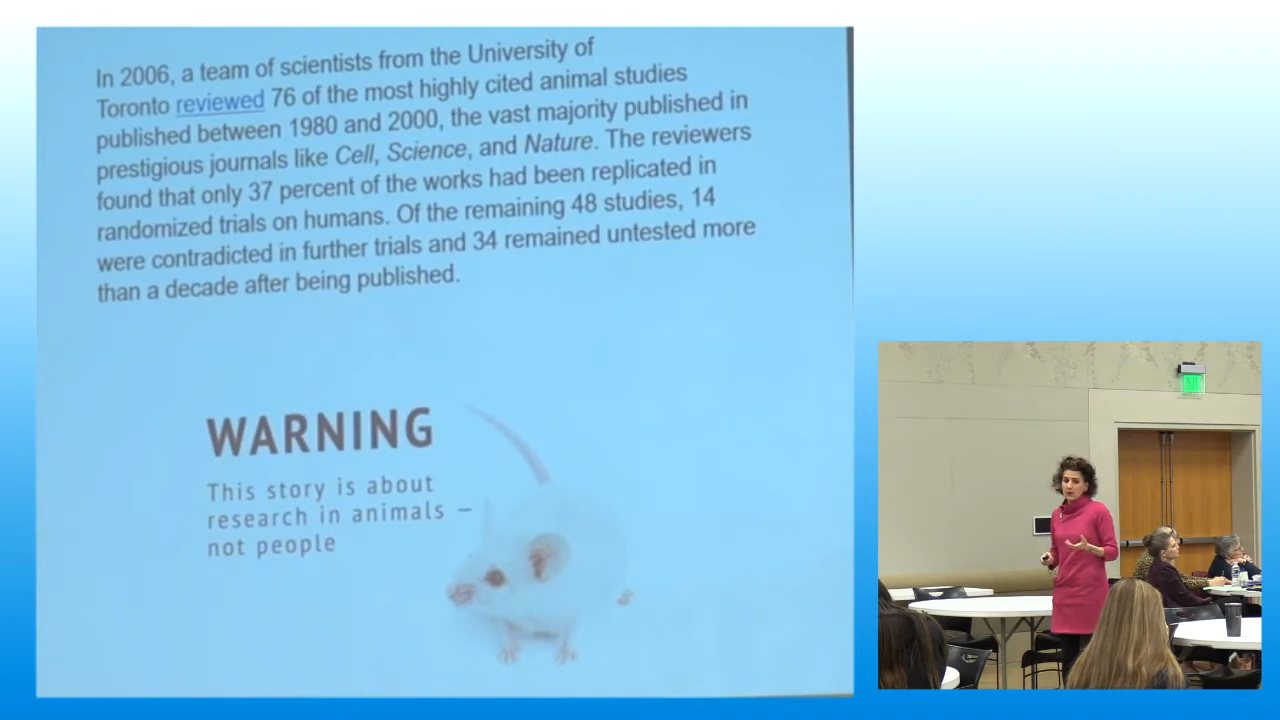 In 2006, a team of scientists from the University of
Toronto reviewed 76 of the most highly cited animal studies
published between 1980 and 2000, the vast majority published in
prestigious journals like Cell, Science, and Nature. The reviewers
found that only 37 percent of the works had been replicated in
randomized trials on humans. Of the remaining 48 studies, 14
were contradicted in further trials and 34 remained untested more
than a decade after being published.
WARNING
This story is about
research in animals –
not people